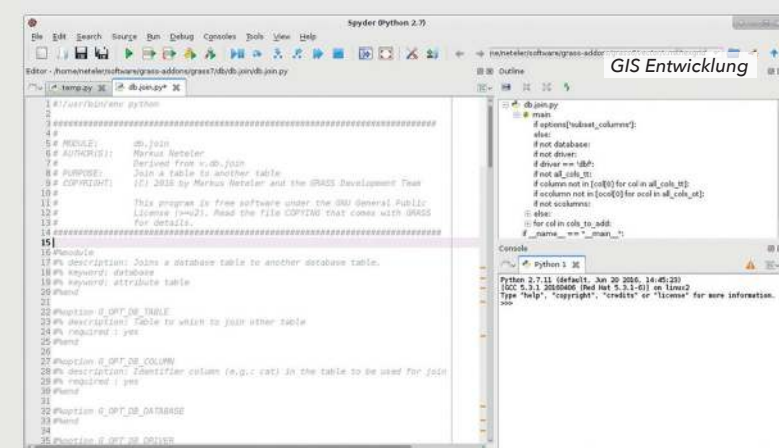 Spyder (Python 2.7)
File Edit Search Source Run Debug Consoles Tools View Help
Editor - /home/neteler/software/grass-addons/grass7/db/db.join/db.join.py
temp.py
db.join.py*
1 #!/usr/bin/env python
2
3 ############################################################################
4 #
5 # MODULE: db.join
6 # AUTHOR(S): Markus Neteler
7 # Derived from v.db.join
8 # PURPOSE: Join a table to another table
9 # COPYRIGHT: (C) 2016 by Markus Neteler and the GRASS Development Team
10 #
11 # This program is free software under the GNU General Public
12 # License (>=v2). Read the file COPYING that comes with GRASS
13 # for details.
14 #############################################################################
15
16 #%module
17 #% description: Joins a database table to another database table.
18 #% keyword: database
19 #% keyword: attribute table
20 #%end
21
22 #%option G_OPT_DB_TABLE
23 #% description: Table to which to join other table
24 #% required : yes
25 #%end
26
27 #%option G_OPT_DB_COLUMN
28 #% description: Identifier column (e.g.: cat) in the table to be used for join
29 #% required : yes
30 #%end
31
32 #%option G_OPT_DB_DATABASE
33 #%end
34
35 #%option G_OPT_DB_DRIVER
GIS Entwicklung
Outline
db.join.py
main
if options['subset_columns']:
else:
if not database:
if not driver:
if driver == 'dbf':
if not all_cols_tt:
if column not in [col[0] for col in all_cols_tt]:
if ocolumn not in [ocol[0] for ocol in all_cols_ot]:
if not scolumns:
else:
for col in cols_to_add:
if __name__ == "__main__":
Console
Python 1
Python 2.7.11 (default, Jun 20 2016, 14:45:23)
[GCC 5.3.1 20160406 (Red Hat 5.3.1-6)] on linux2
Type "help", "copyright", "credits" or "license" for more information.
>>>